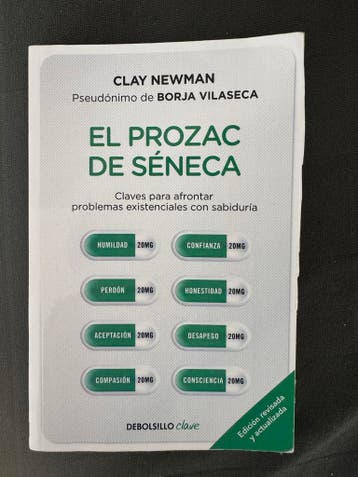 CLAY NEWMAN
Pseudónimo de BORJA VILASECA
EL PROZAC
DE SÉNECA
Claves para afrontar
problemas existenciales con sabiduría
HUMILDAD 20MG
CONFIANZA 20MG
PERDÓN 20MG
HONESTIDAD 20MG
ACEPTACIÓN 20MG
DESAPEGO 20MG
COMPASIÓN 20MG
CONSCIENCIA 20MG
DEBOLSILLO clave
Edición revisada
y actualizada